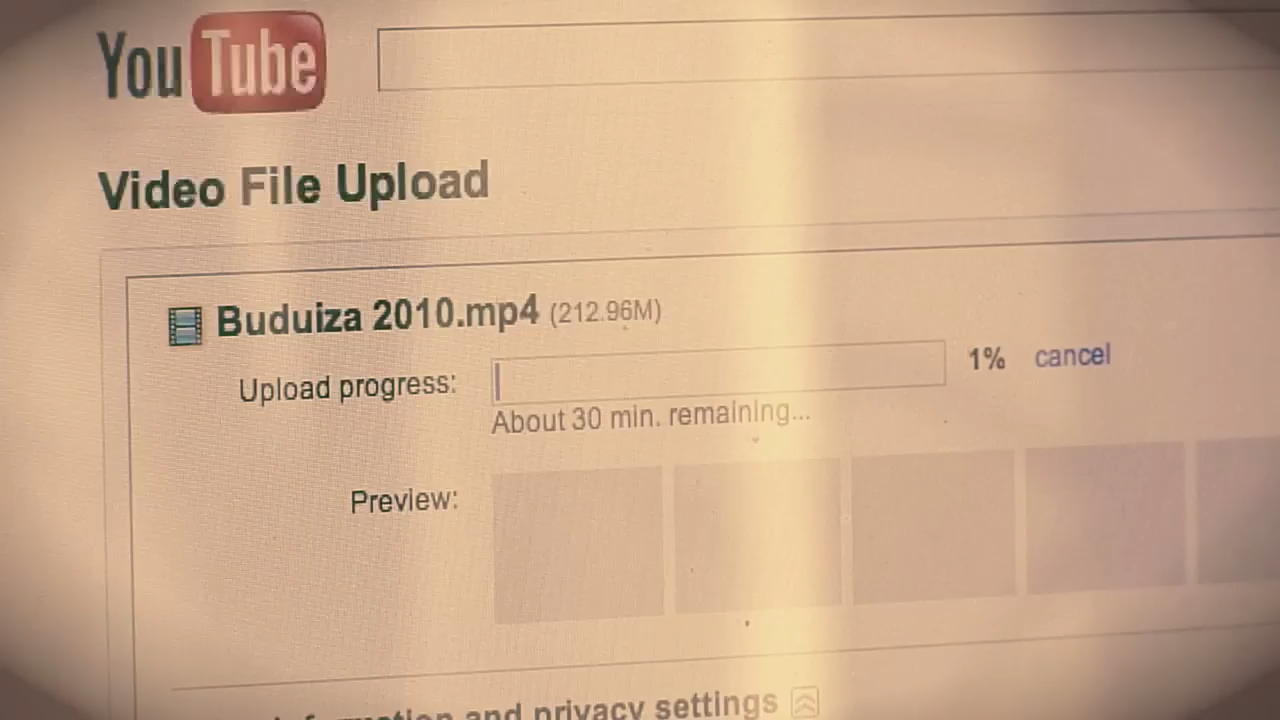 YouTube
Video File Upload
Buduiza 2010.mp4 (212.96M)
Upload progress: 1% cancel
About 30 min. remaining...
Preview:
and privacy settings